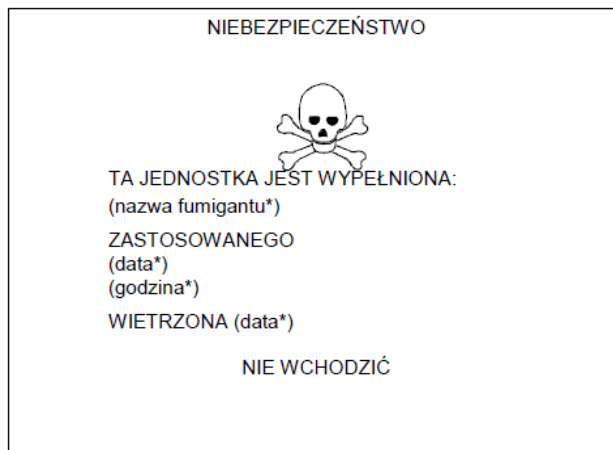 NIEBEZPIECZEŃSTWO
TA JEDNOSTKA JEST WYPEŁNIONA:
(nazwa fumigantu*)
ZASTOSOWANEGO
(data*)
(godzina*)
WIETRZONA (data*)
NIE WCHODZIĆ